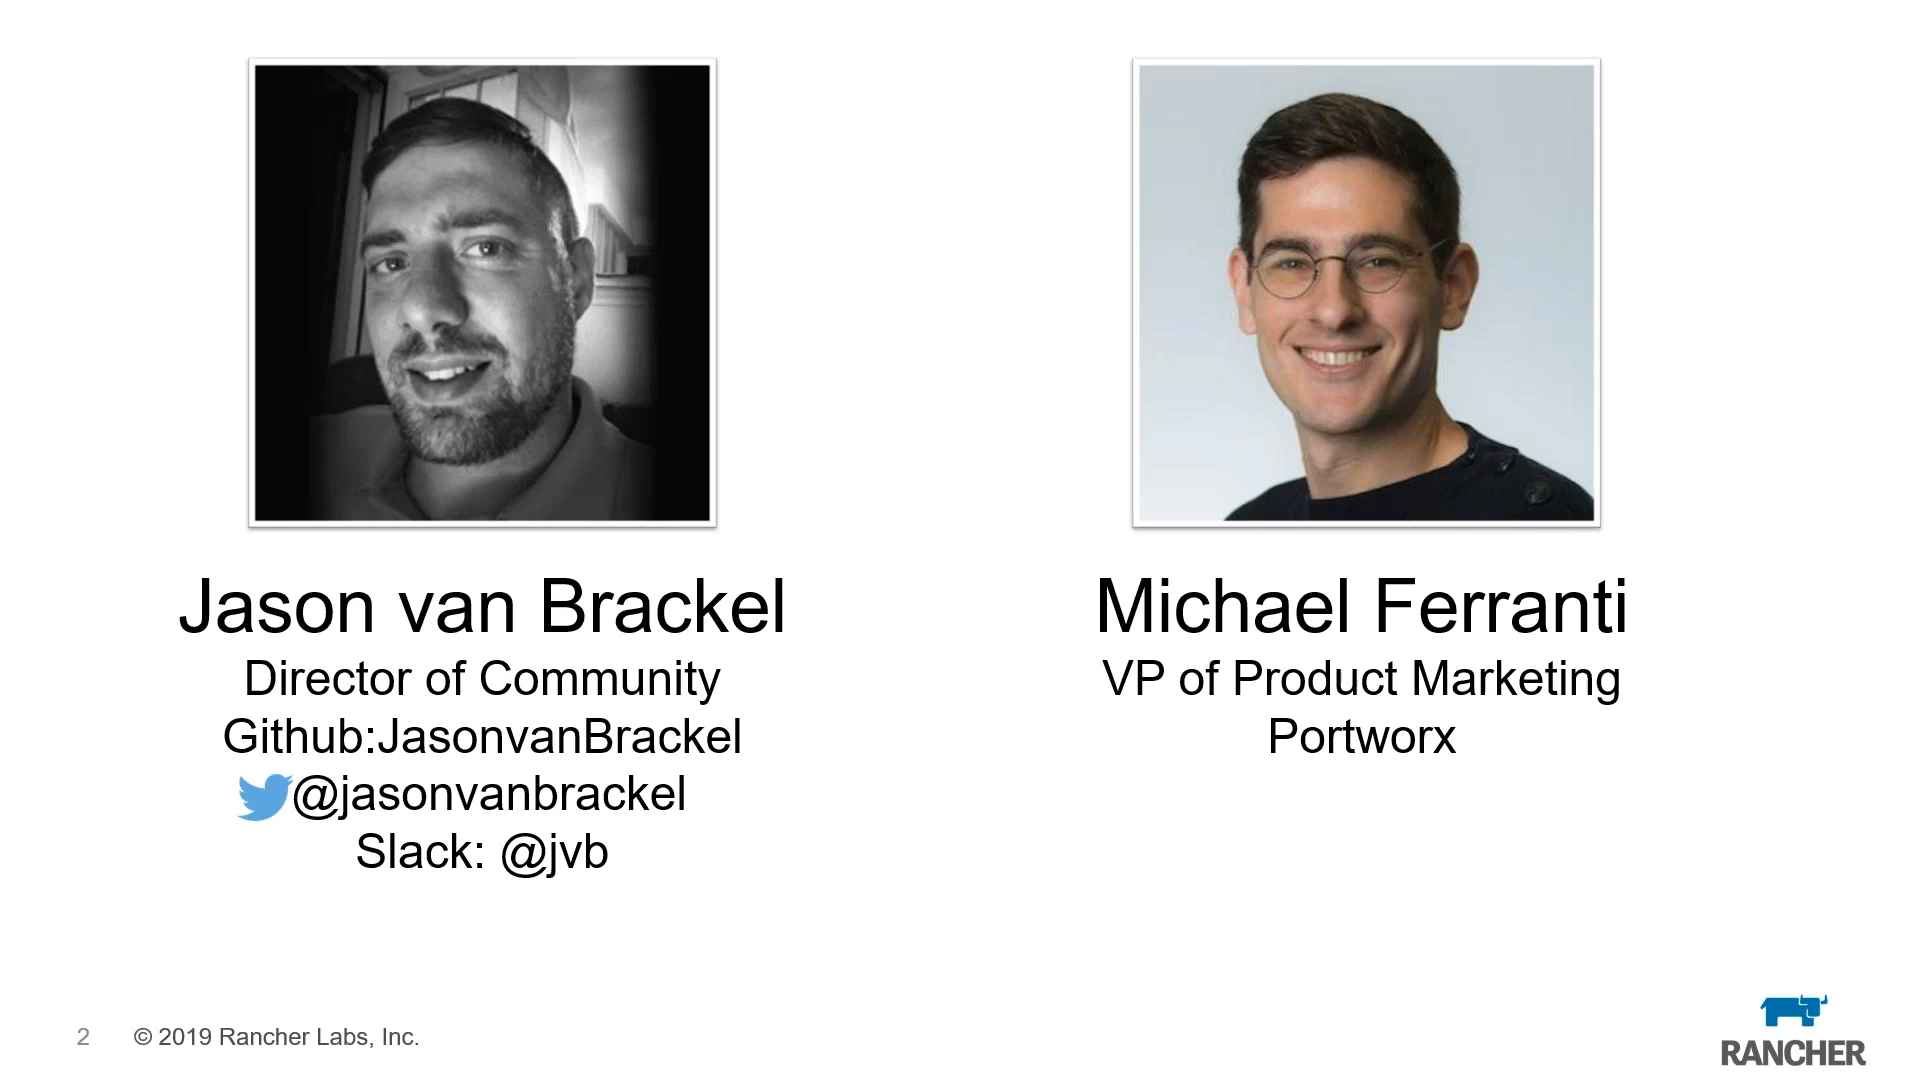 Jason van Brackel
Director of Community
Github:JasonvanBrackel
@jasonvanbrackel
Slack: @jvb
Michael Ferranti
VP of Product Marketing
Portworx
2
© 2019 Rancher Labs, Inc.
RANCHER